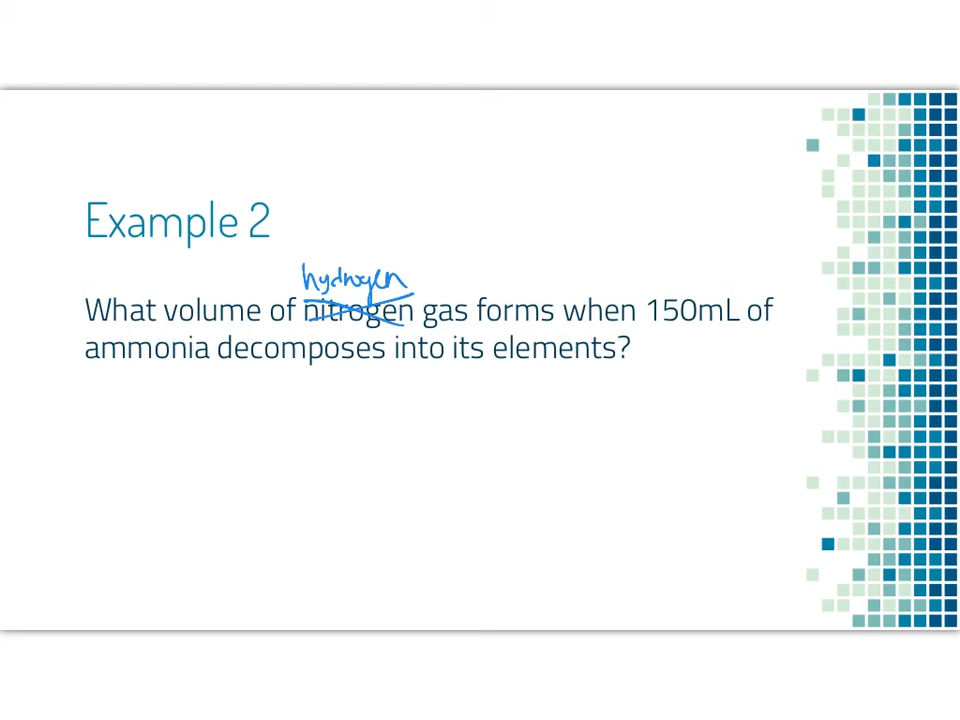 Example 2
hydrogen
What volume of nitrogen gas forms when 150mL of
ammonia decomposes into its elements?